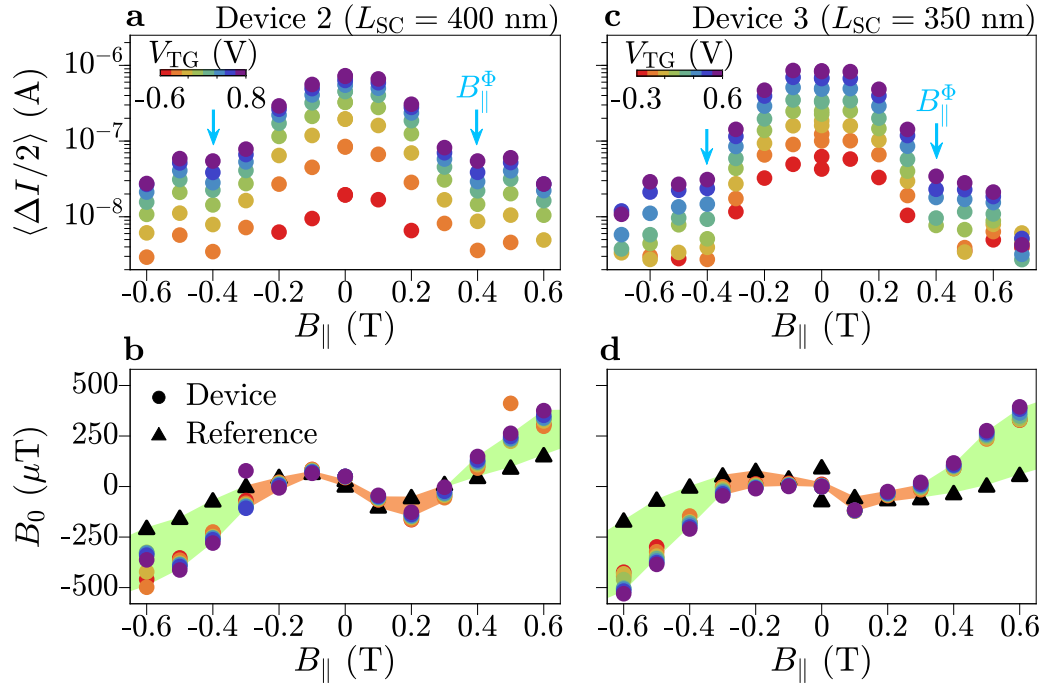 a Device 2 (L_SC = 400 nm)
c Device 3 (L_SC = 350 nm)
⟨ΔI/2⟩ (A)
10⁻⁶
10⁻⁷
10⁻⁸
V_TG (V)
-0.6 0.8
B_∥^Φ
-0.6 -0.4 -0.2 0 0.2 0.4 0.6
B_∥ (T)
V_TG (V)
-0.3 0.6
B_∥^Φ
-0.6 -0.4 -0.2 0 0.2 0.4 0.6
B_∥ (T)
b
B₀ (μT)
500
250
0
-250
-500
Device
Reference
-0.6 -0.4 -0.2 0 0.2 0.4 0.6
B_∥ (T)
d
-0.6 -0.4 -0.2 0 0.2 0.4 0.6
B_∥ (T)